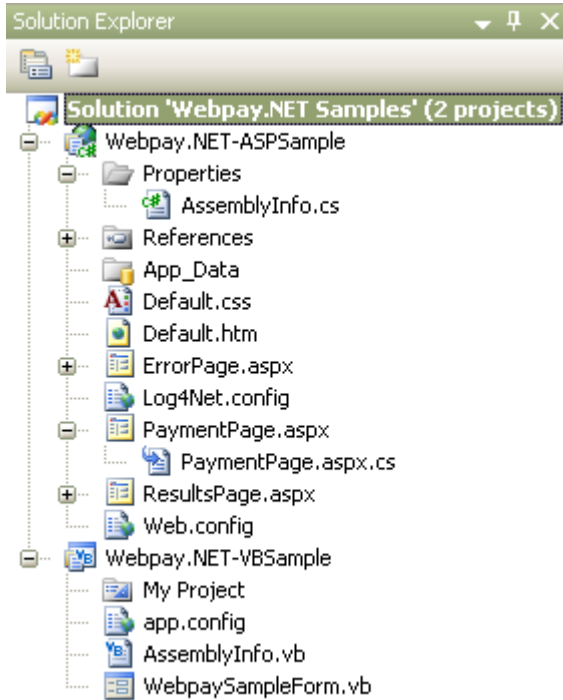 Solution Explorer
Solution 'Webpay.NET Samples' (2 projects)
Webpay.NET-ASPSample
Properties
AssemblyInfo.cs
References
App_Data
Default.css
Default.htm
ErrorPage.aspx
Log4Net.config
PaymentPage.aspx
PaymentPage.aspx.cs
ResultsPage.aspx
Web.config
Webpay.NET-VBSample
My Project
app.config
AssemblyInfo.vb
WebpaySampleForm.vb